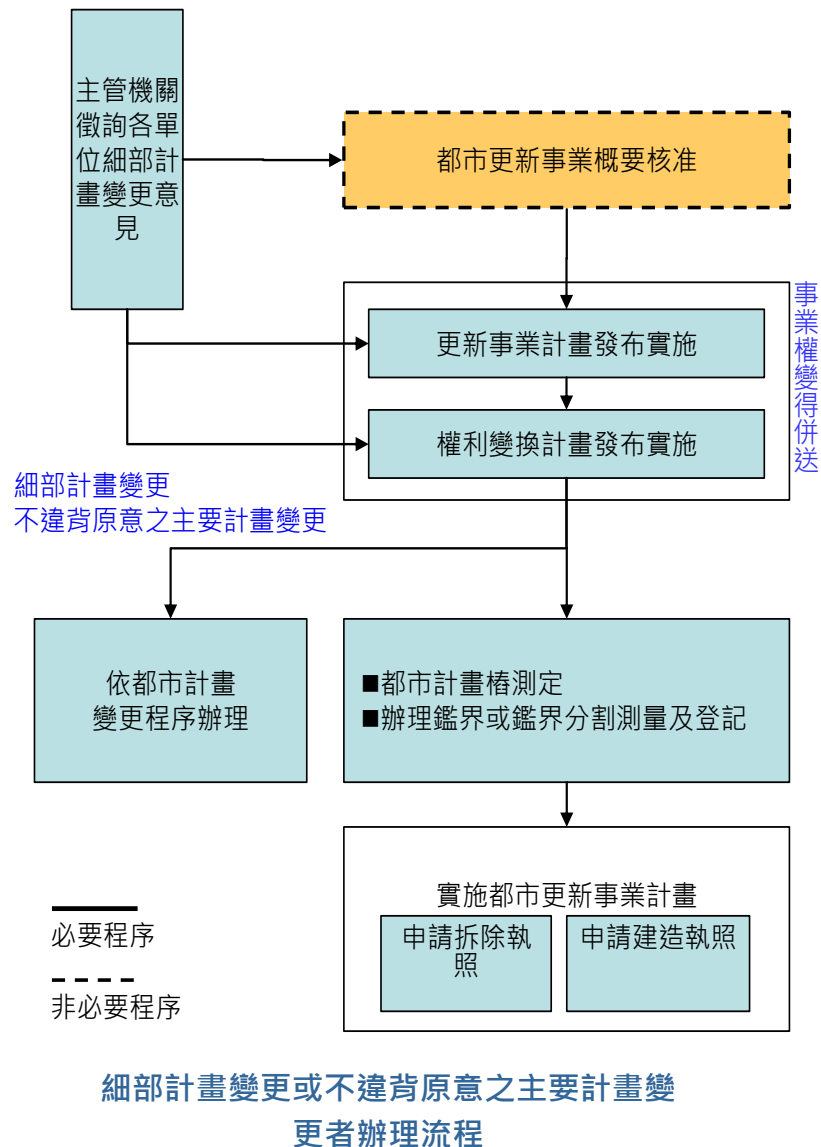 主管機關
徵詢各單
位細部計
畫變更意
見
都市更新事業概要核准
更新事業計畫發布實施
權利變換計畫發布實施
事業權變得併送
細部計畫變更
不違背原意之主要計畫變更
依都市計畫
變更程序辦理
■都市計畫樁測定
■辦理鑑界或鑑界分割測量及登記
實施都市更新事業計畫
申請拆除執
照
申請建造執照
必要程序
非必要程序
細部計畫變更或不違背原意之主要計畫變
更者辦理流程